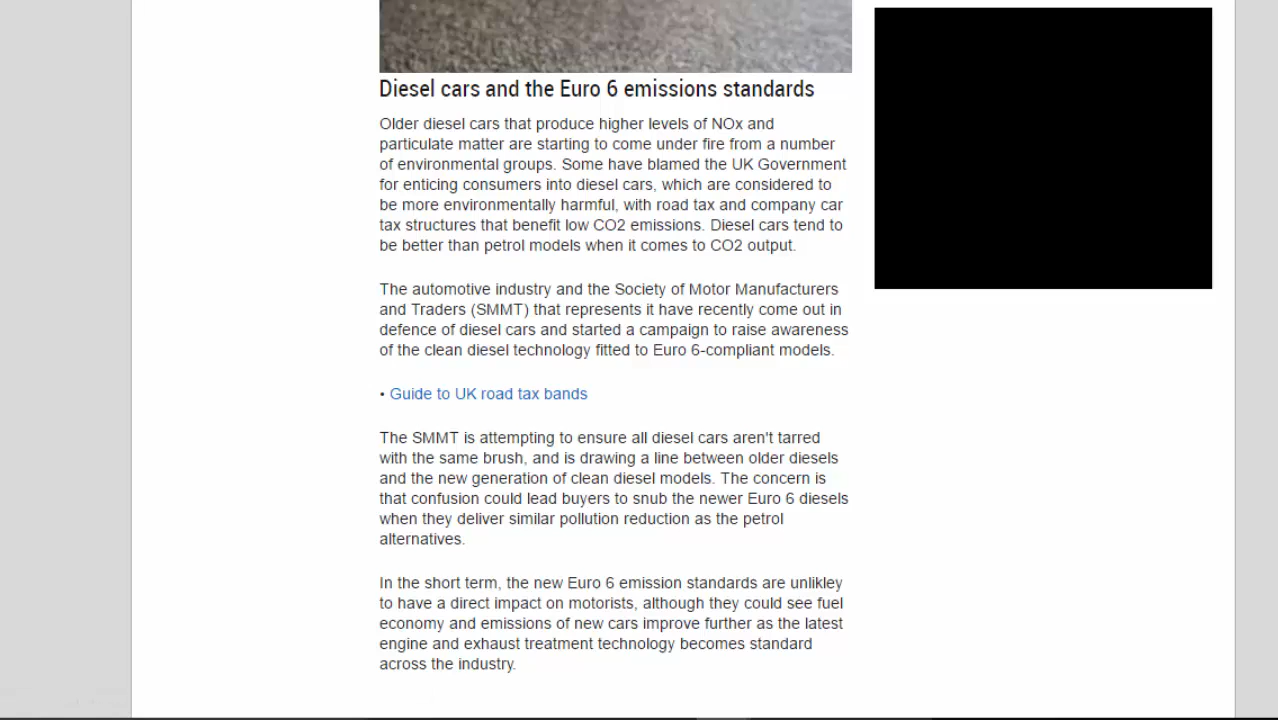 Diesel cars and the Euro 6 emissions standards
Older diesel cars that produce higher levels of NOx and
particulate matter are starting to come under fire from a number
of environmental groups. Some have blamed the UK Government
for enticing consumers into diesel cars, which are considered to
be more environmentally harmful, with road tax and company car
tax structures that benefit low CO2 emissions. Diesel cars tend to
be better than petrol models when it comes to CO2 output.
The automotive industry and the Society of Motor Manufacturers
and Traders (SMMT) that represents it have recently come out in
defence of diesel cars and started a campaign to raise awareness
of the clean diesel technology fitted to Euro 6-compliant models.
• Guide to UK road tax bands
The SMMT is attempting to ensure all diesel cars aren't tarred
with the same brush, and is drawing a line between older diesels
and the new generation of clean diesel models. The concern is
that confusion could lead buyers to snub the newer Euro 6 diesels
when they deliver similar pollution reduction as the petrol
alternatives.
In the short term, the new Euro 6 emission standards are unlikley
to have a direct impact on motorists, although they could see fuel
economy and emissions of new cars improve further as the latest
engine and exhaust treatment technology becomes standard
across the industry.